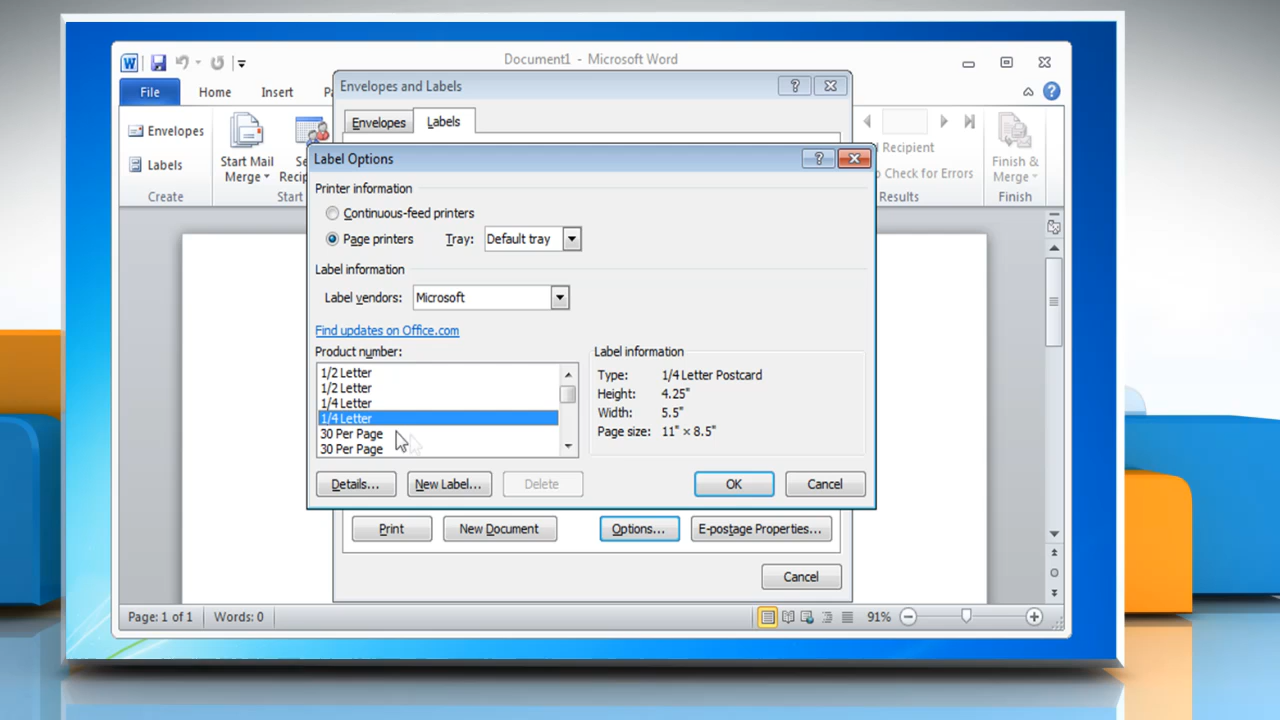 Document1 - Microsoft Word
File
Home
Insert
Envelopes
Labels
Create
Start Mail
Merge
Start
Recipient
Check for Errors
Results
Finish &
Merge
Finish
Envelopes and Labels
Envelopes
Labels
Label Options
Printer information
Continuous-feed printers
Page printers
Tray:
Default tray
Label information
Label vendors:
Microsoft
Find updates on Office.com
Product number:
1/2 Letter
1/2 Letter
1/4 Letter
1/4 Letter
30 Per Page
30 Per Page
Label information
Type: 1/4 Letter Postcard
Height: 4.25"
Width: 5.5"
Page size: 11" × 8.5"
Details...
New Label...
Delete
OK
Cancel
Print
New Document
Options...
E-postage Properties...
Cancel
Page: 1 of 1
Words: 0
91%